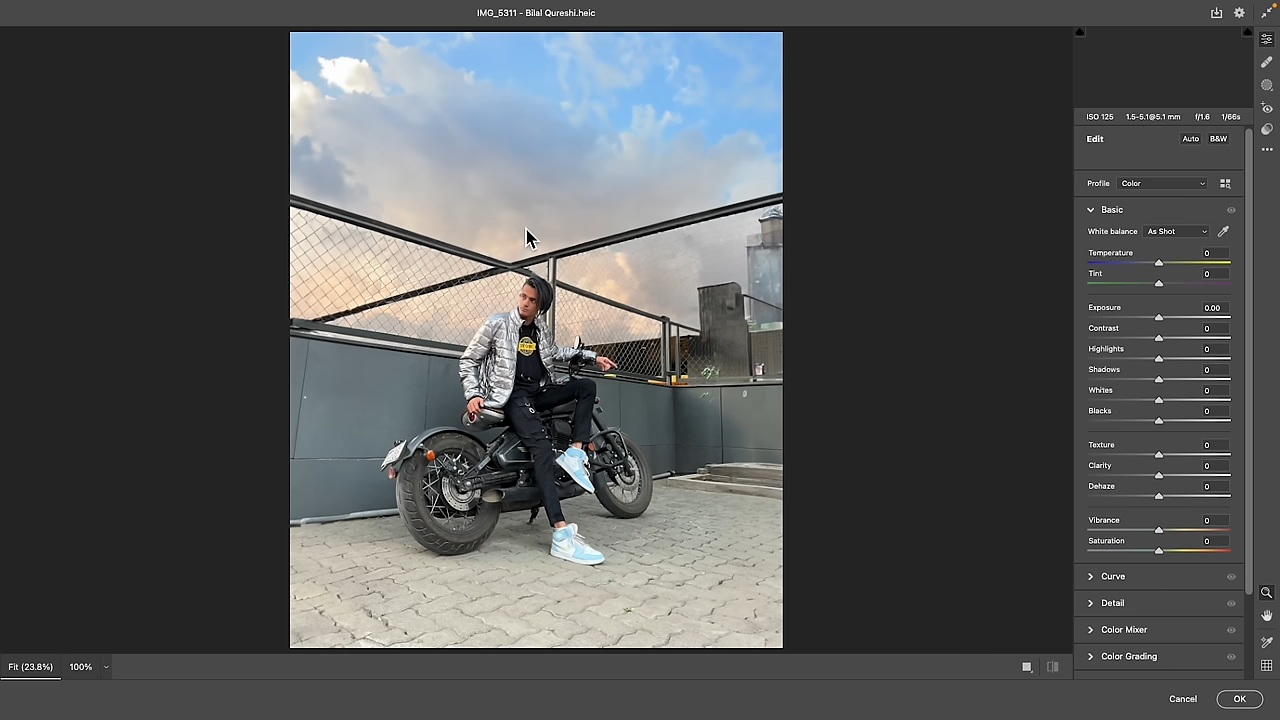 IMG_5311 - Bilal Qureshi.heic
ISO 125 1.5-5.1@5.1 mm f/1.6 1/66s
Edit Auto B&W
Profile Color
Basic
White balance As Shot
Temperature 0
Tint 0
Exposure 0.00
Contrast 0
Highlights 0
Shadows 0
Whites 0
Blacks 0
Texture 0
Clarity 0
Dehaze 0
Vibrance 0
Saturation 0
Curve
Detail
Color Mixer
Color Grading
Fit (23.8%) 100%
Cancel OK